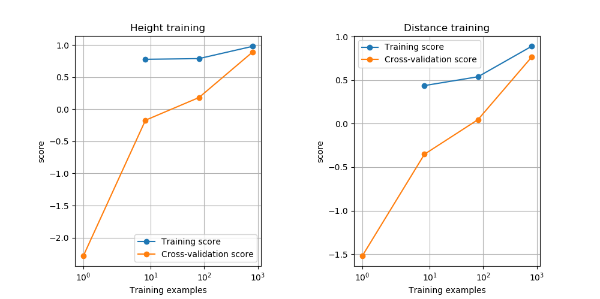 Height training
1.0
0.5
0.0
−0.5
−1.0
−1.5
−2.0
score
10⁰
10¹
10²
10³
Training examples
Training score
Cross-validation score
Distance training
1.0
0.5
0.0
−0.5
−1.0
−1.5
score
10⁰
10¹
10²
10³
Training examples
Training score
Cross-validation score